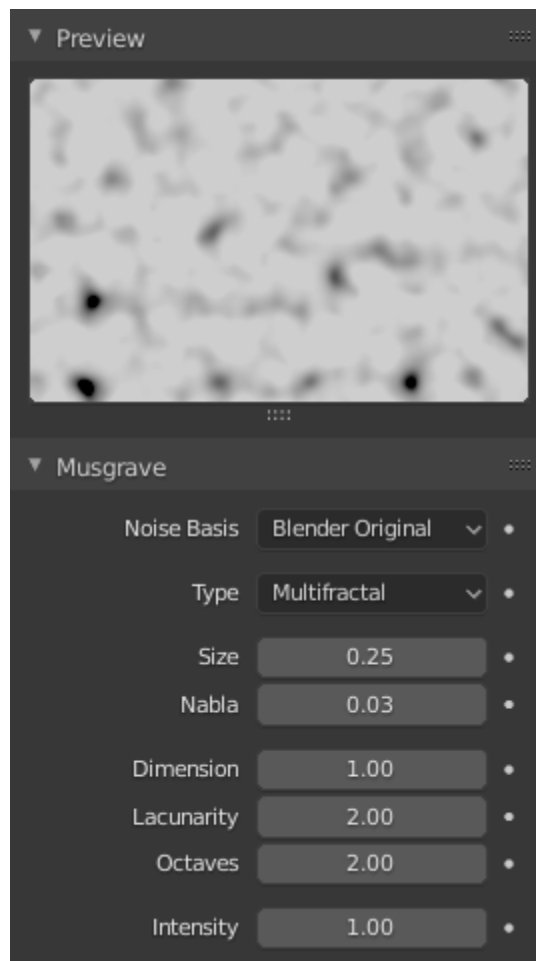 Preview
Musgrave
Noise Basis Blender Original
Type Multifractal
Size 0.25
Nabla 0.03
Dimension 1.00
Lacunarity 2.00
Octaves 2.00
Intensity 1.00